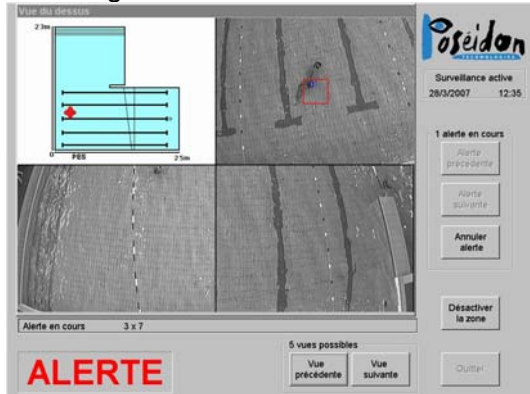 Vue du dessus
23m
0
PES
25m
Poséidon
TECHNOLOGIES
Surveillance active
28/3/2007 12:35
1 alerte en cours
Alerte
précédente
Alerte
suivante
Annuler
alerte
Désactiver
la zone
Quitter
Alerte en cours 3 x 7
ALERTE
5 vues possibles
Vue
précédente
Vue
suivante